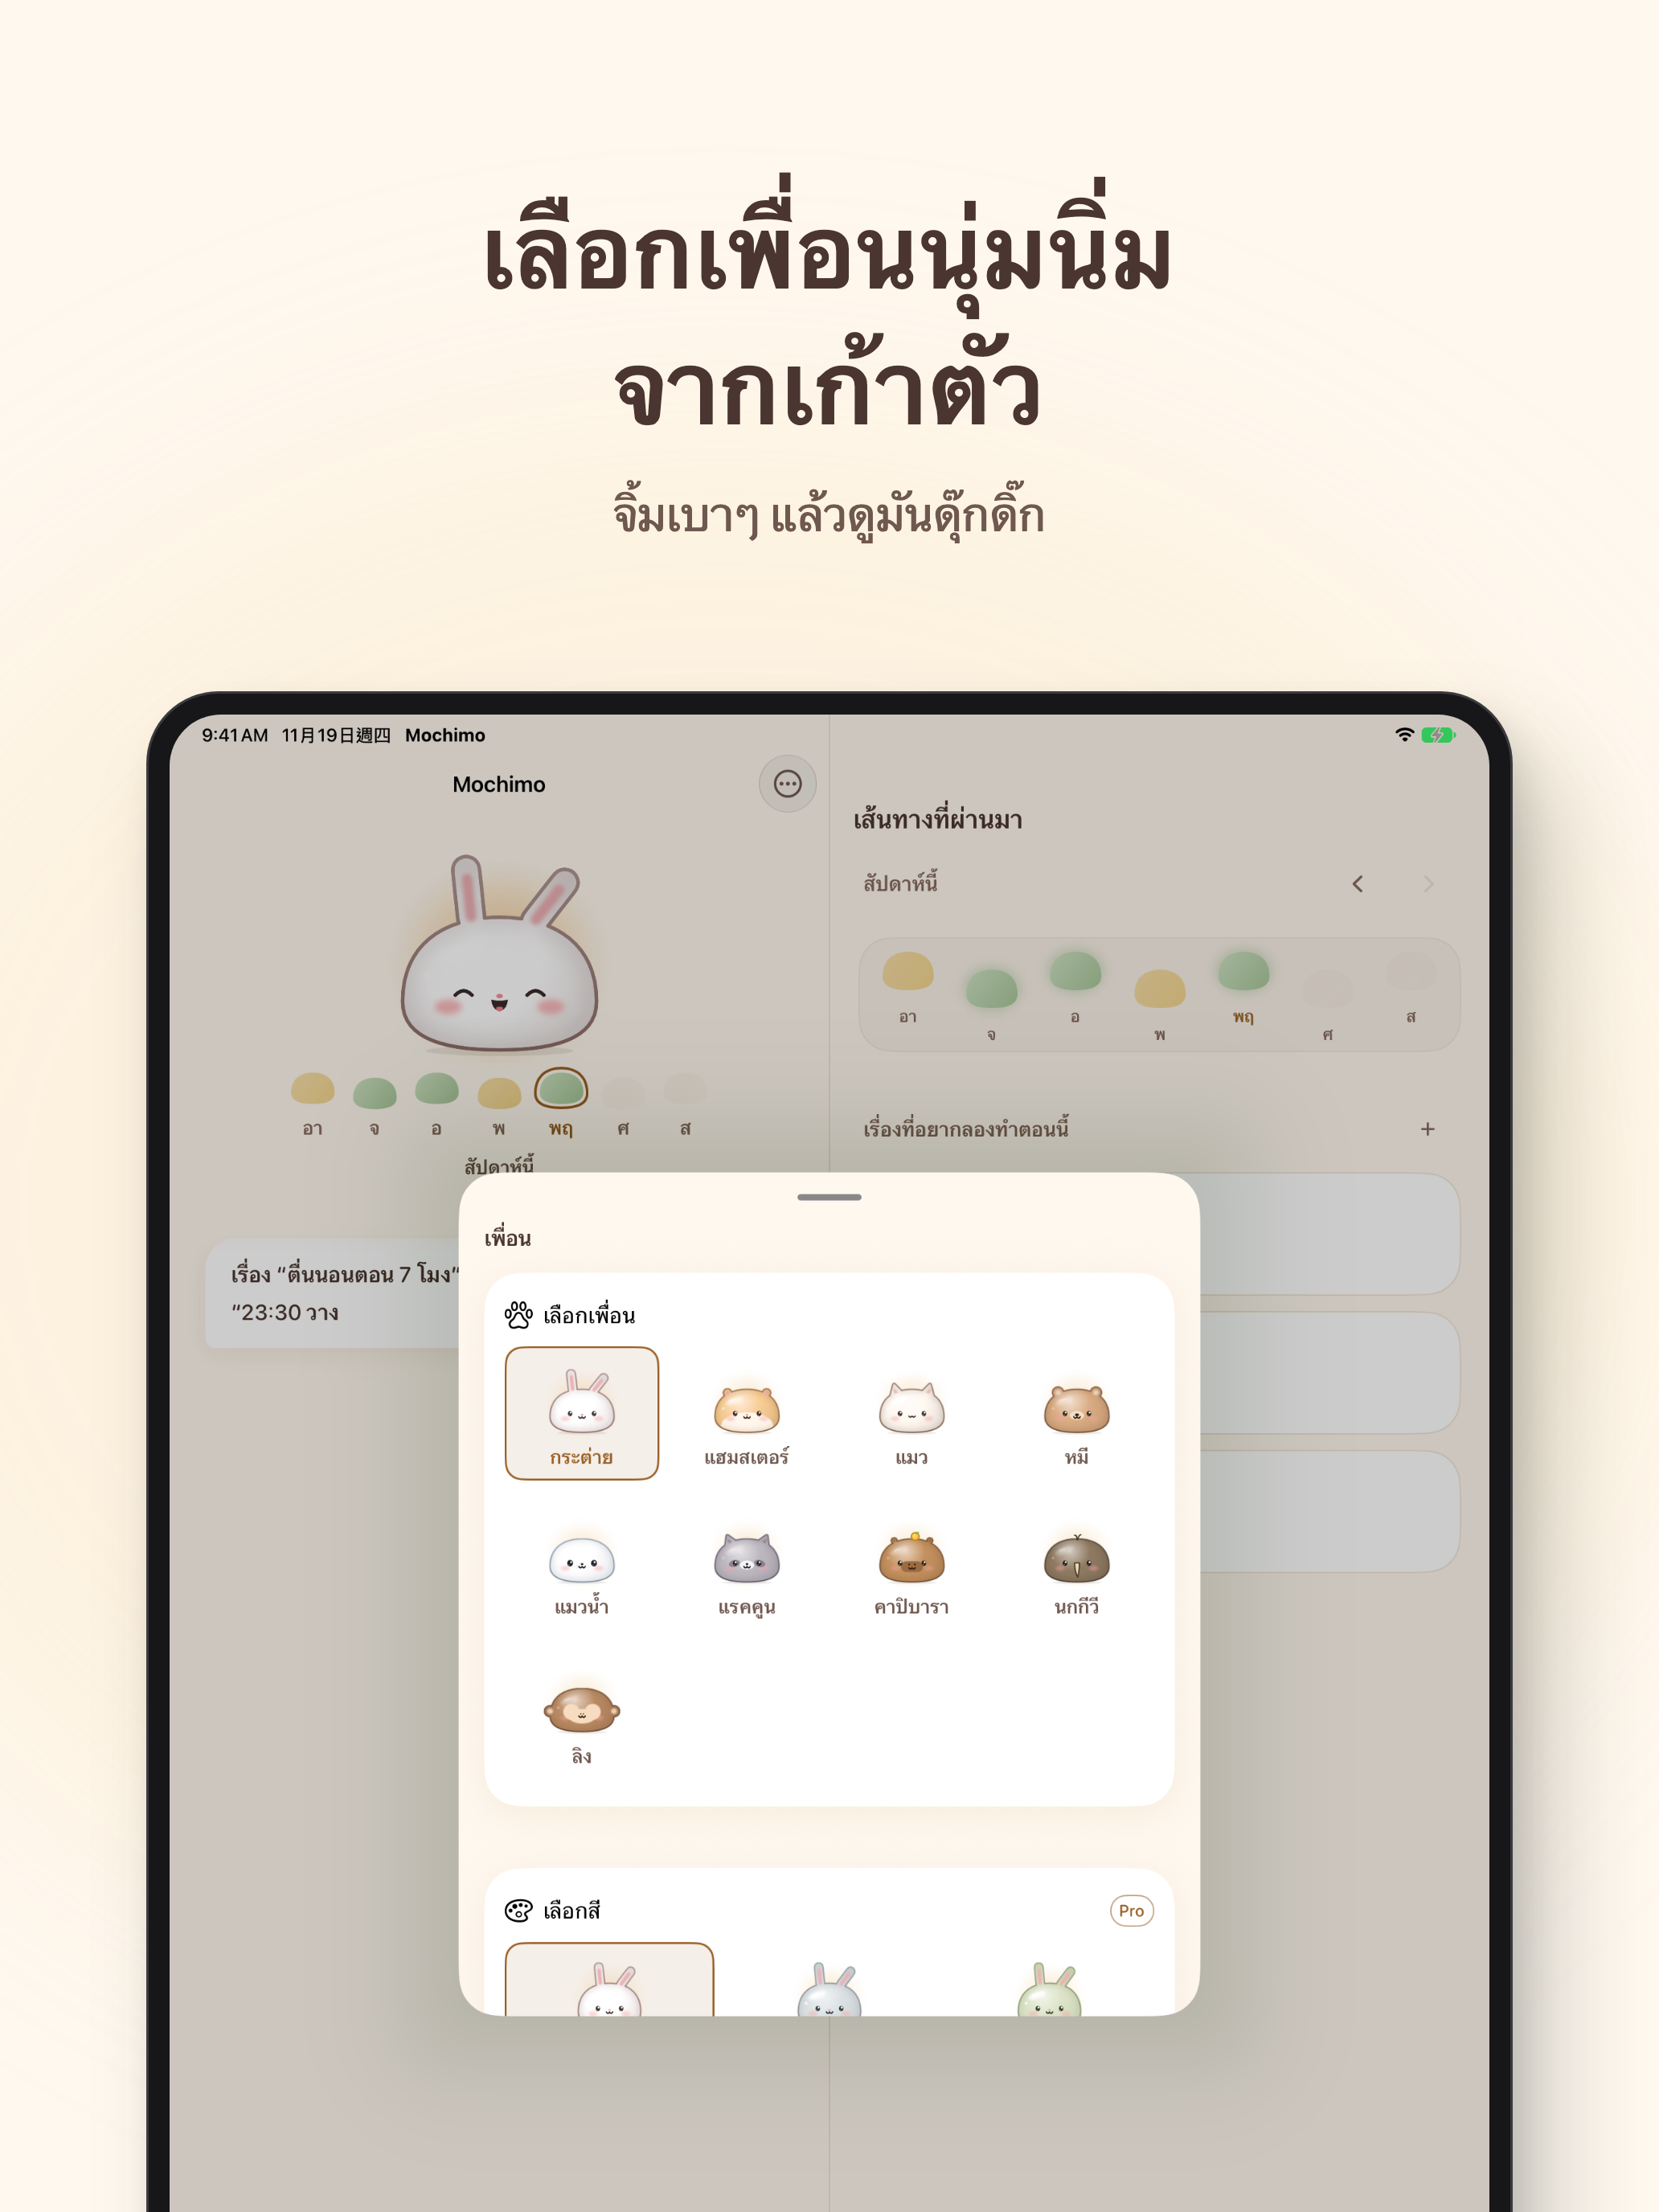 เลือกเพื่อนนุ่มนิ่ม
จากเก้าตัว
จิ้มเบาๆ แล้วดูมันดุ๊กดิ๊ก
9:41 AM 11月19日週四 Mochimo
Mochimo
อา จ อ พ พฤ ศ ส
สัปดาห์นี้
เรื่อง “ตื่นนอนตอน 7 โมง”
“23:30 วาง
เส้นทางที่ผ่านมา
สัปดาห์นี้
อา จ อ พ พฤ ศ ส
เรื่องที่อยากลองทำตอนนี้
เพื่อน
เลือกเพื่อน
กระต่าย แฮมสเตอร์ แมว หมี
แมวน้ำ แรคคูน คาปิบารา นกกีวี
ลิง
เลือกสี Pro